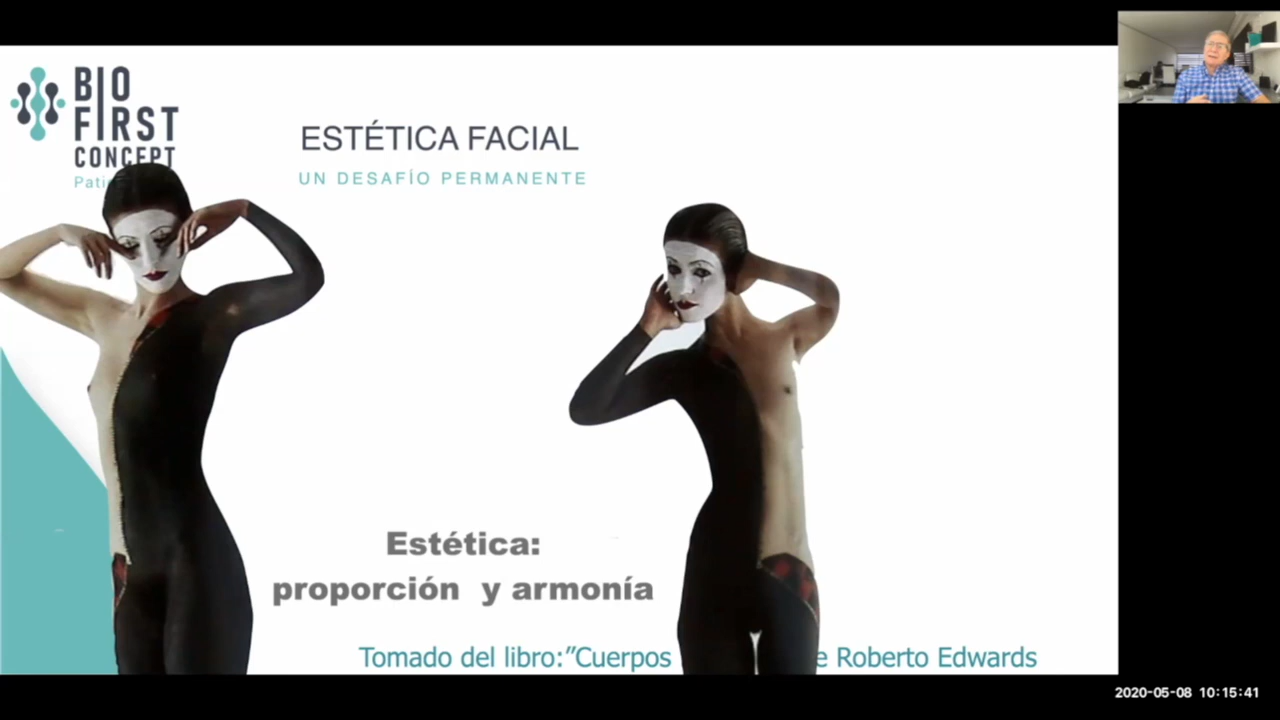 BIO
FIRST
CONCEPT
ESTÉTICA FACIAL
UN DESAFÍO PERMANENTE
Estética:
proporción y armonía
Tomado del libro:”Cuerpos
Roberto Edwards
2020-05-08 10:15:41